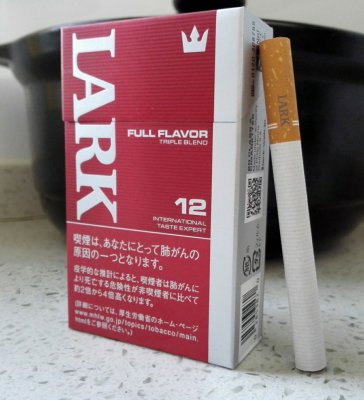 LARK
FULL FLAVOR
TRIPLE BLEND
12
INTERNATIONAL
TASTE EXPERT
喫煙は、あなたにとって肺がんの
原因の一つとなります。
疫学的な推計によると、喫煙者は肺がんに
より死亡する危険性が非喫煙者に比べて
約2倍から4倍高くなります。
(詳細については、厚生労働省のホーム・ページ
www.mhlw.go.jp/topics/tobacco/main.
htmlをご参照ください。)
LARK